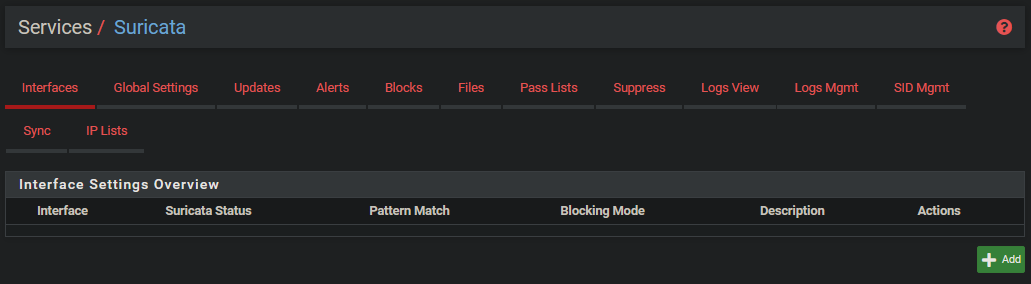 Services / Suricata
Interfaces Global Settings Updates Alerts Blocks Files Pass Lists Suppress Logs View Logs Mgmt SID Mgmt
Sync IP Lists
Interface Settings Overview
Interface Suricata Status Pattern Match Blocking Mode Description Actions
Add